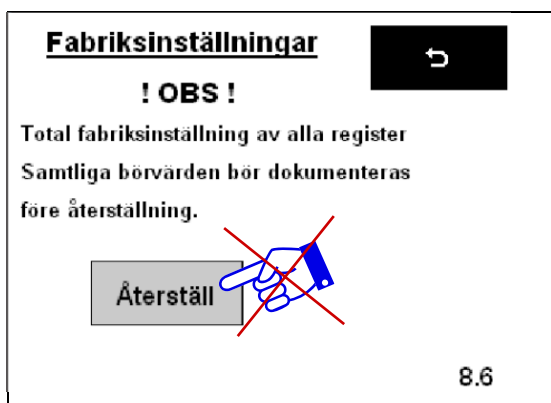 Fabriksinställningar
! OBS !
Total fabriksinställning av alla register
Samtliga börvärden bör dokumenteras
före återställning.
Återställ
8.6